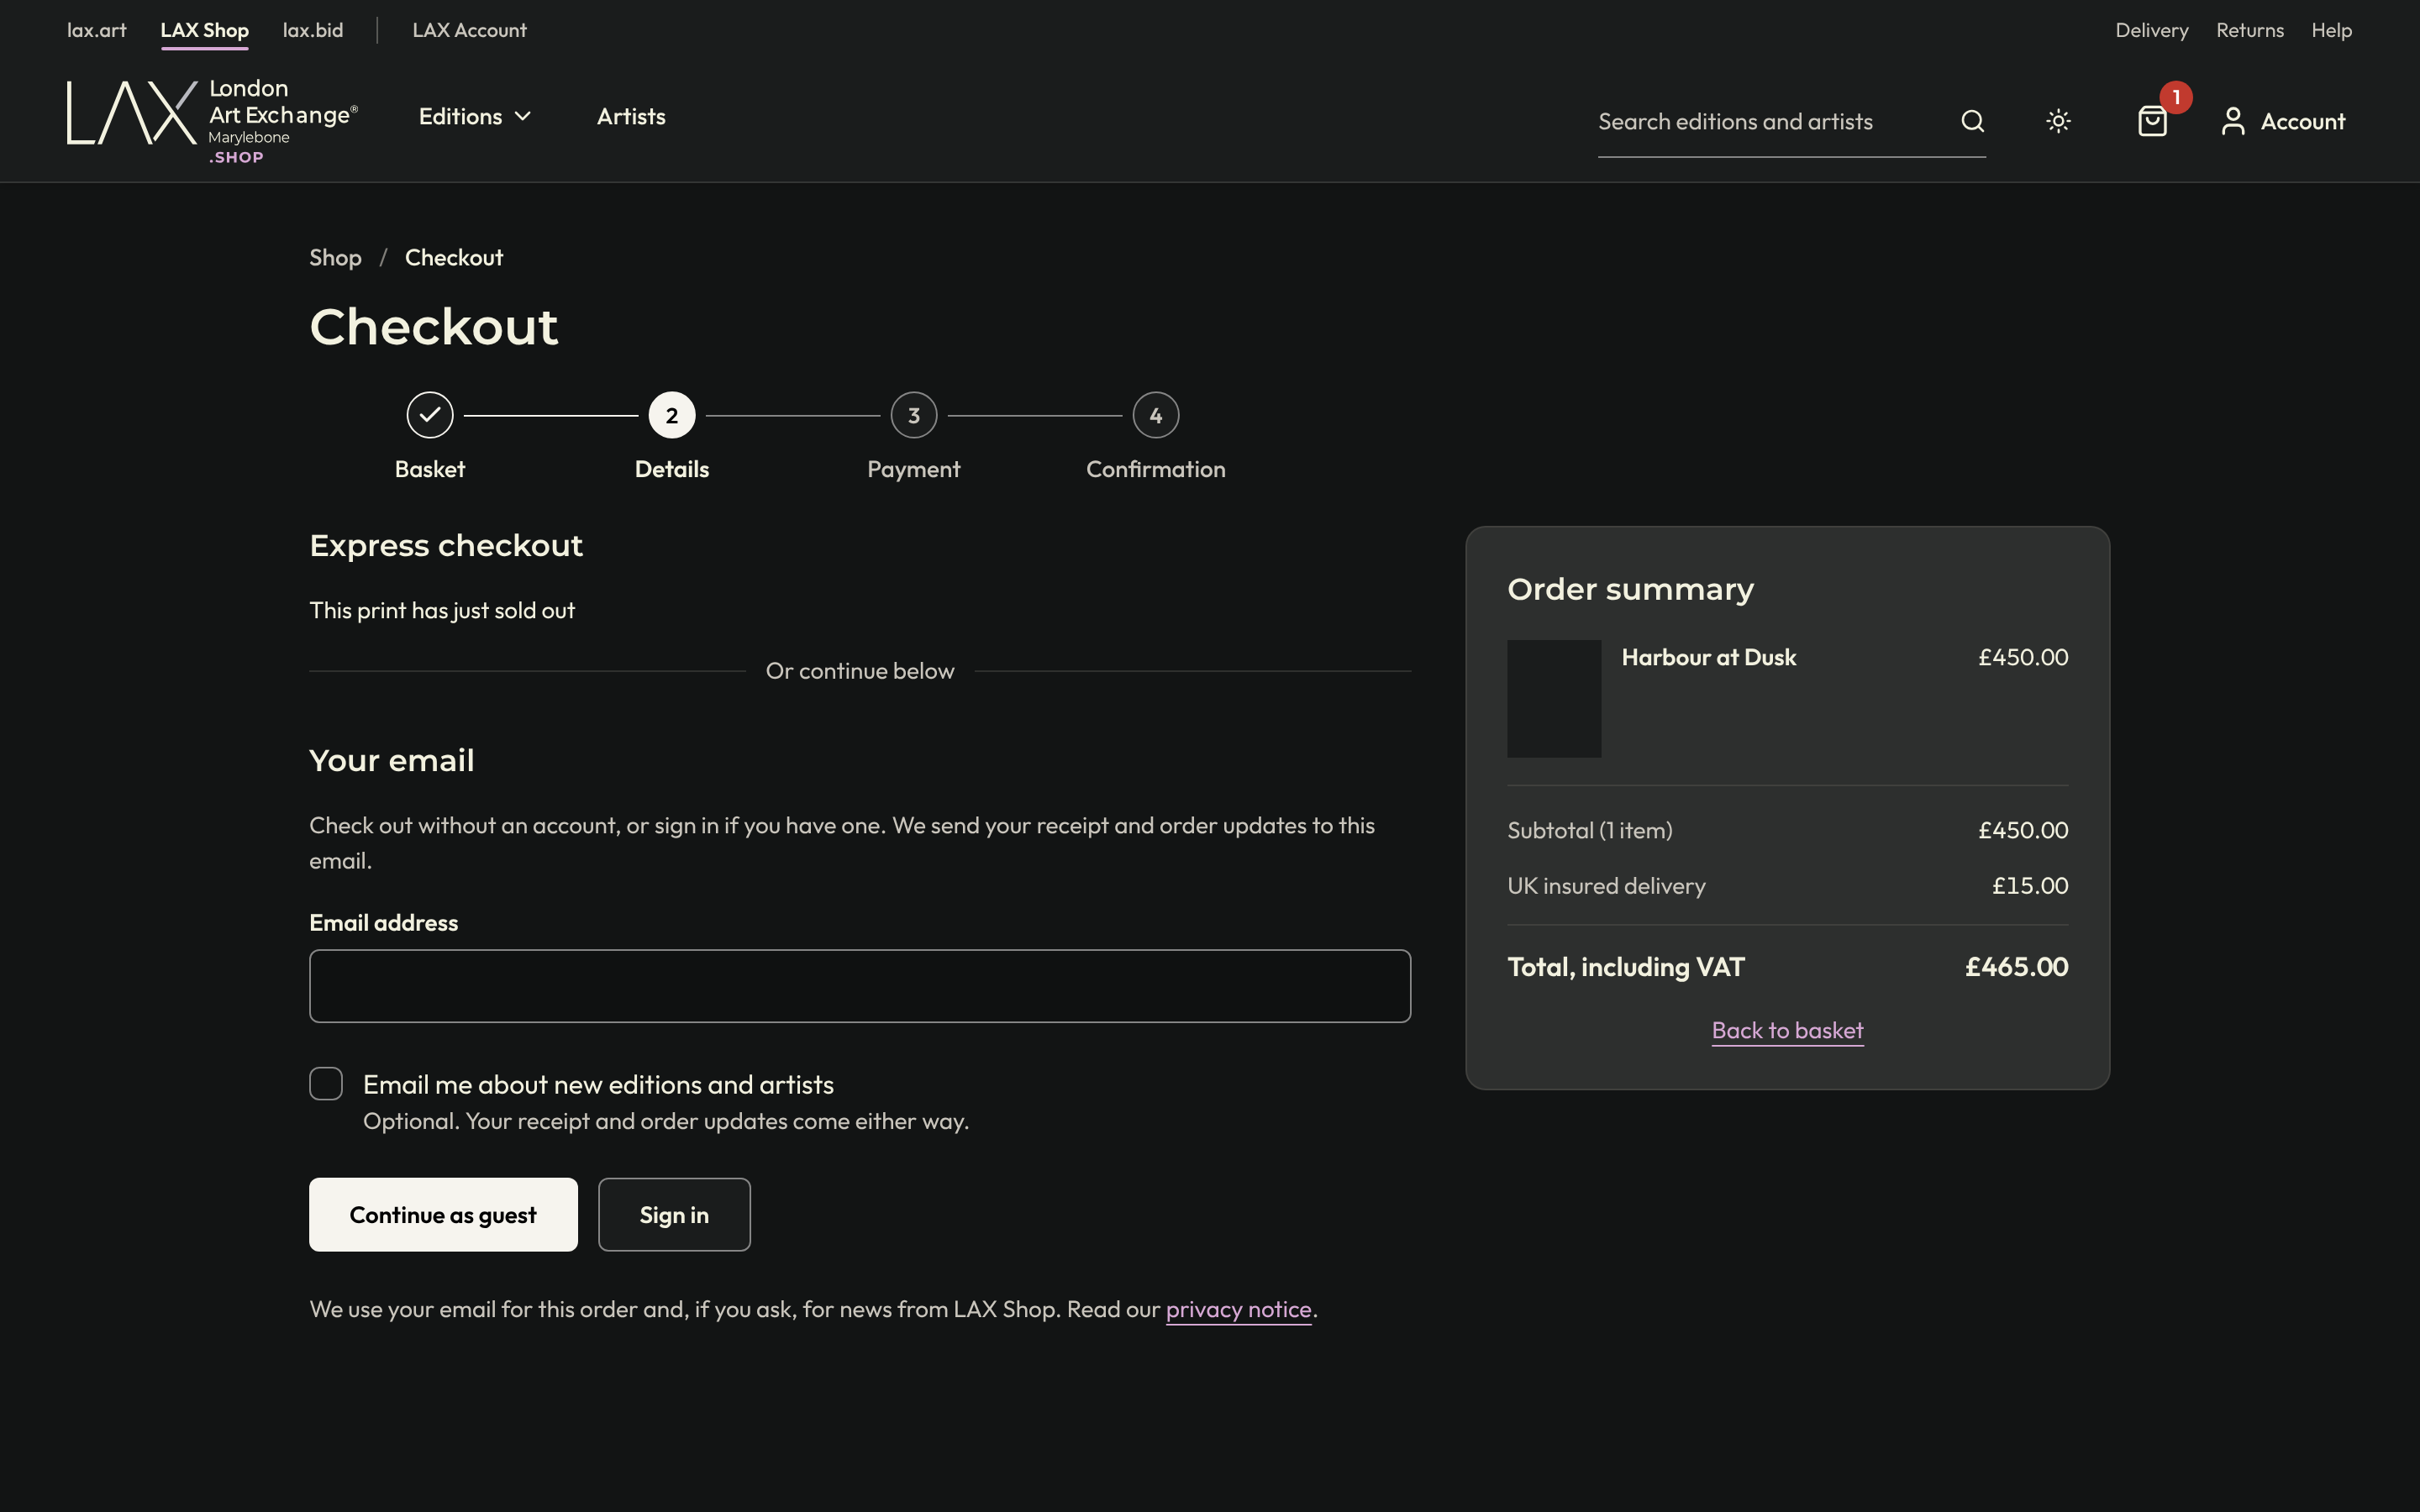 lax.art
LAX Shop
lax.bid
LAX Account
Delivery
Returns
Help
LAX
London
Art Exchange®
Marylebone
.SHOP
Editions
Artists
Search editions and artists
1
Account
Shop / Checkout
Checkout
2
3
4
Basket
Details
Payment
Confirmation
Express checkout
This print has just sold out
Or continue below
Your email
Check out without an account, or sign in if you have one. We send your receipt and order updates to this
email.
Email address
Email me about new editions and artists
Optional. Your receipt and order updates come either way.
Continue as guest
Sign in
We use your email for this order and, if you ask, for news from LAX Shop. Read our privacy notice.
Order summary
Harbour at Dusk
£450.00
Subtotal (1 item)
£450.00
UK insured delivery
£15.00
Total, including VAT
£465.00
Back to basket